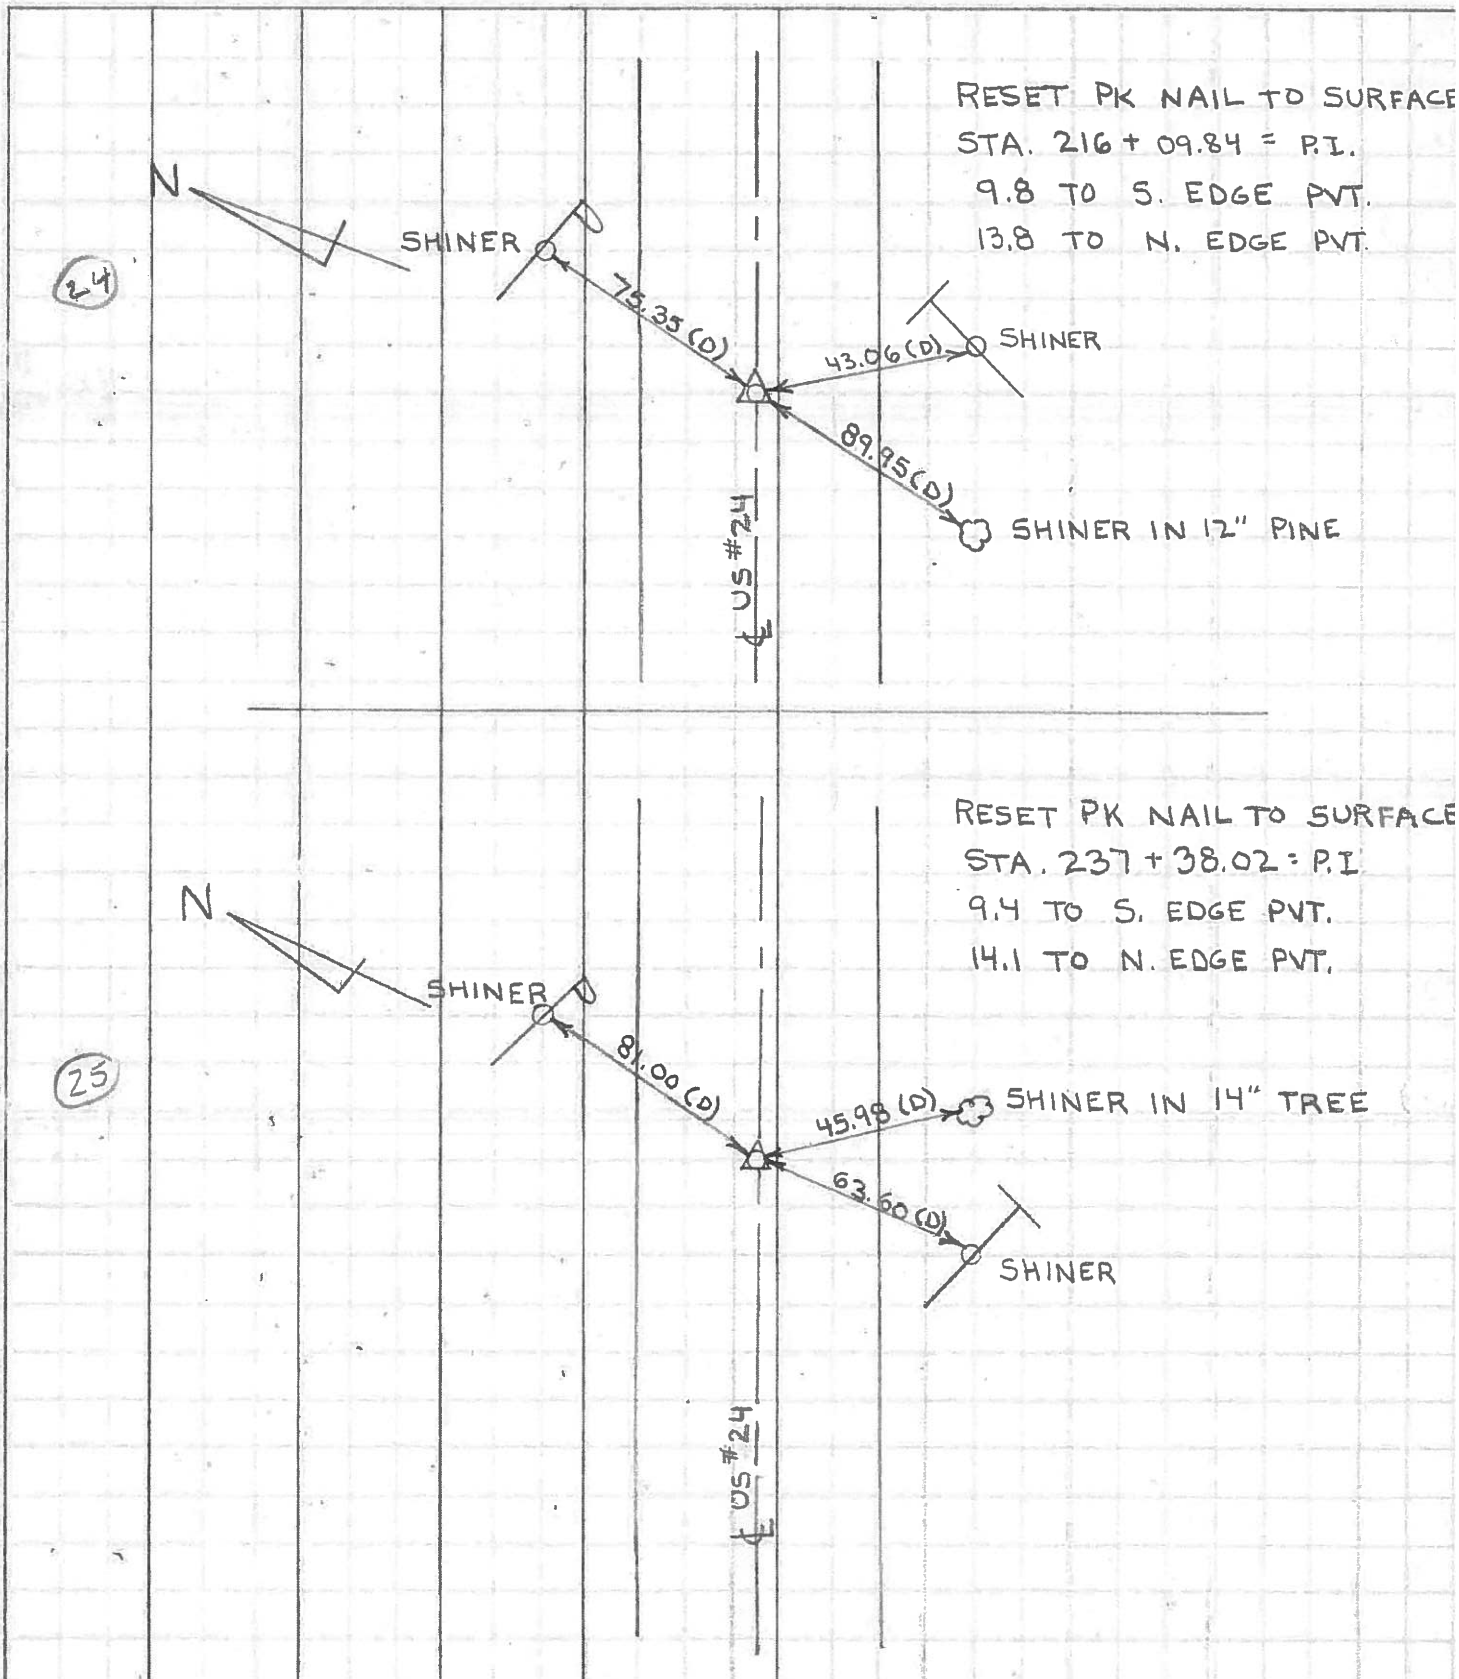 RESET PK NAIL TO SURFACE
STA. 216 + 09.84 = P.I.
9.8 TO S. EDGE PVT.
13.8 TO N. EDGE PVT.
N
SHINER
24
75.35 (D)
43.06 (D)
SHINER
89.95 (D)
SHINER IN 12" PINE
℄ US #24
RESET PK NAIL TO SURFACE
STA. 237 + 38.02 = P.I
9.4 TO S. EDGE PVT.
14.1 TO N. EDGE PVT.
N
SHINER
25
81.00 (D)
45.98 (D)
SHINER IN 14" TREE
63.60 (D)
SHINER
℄ US #24